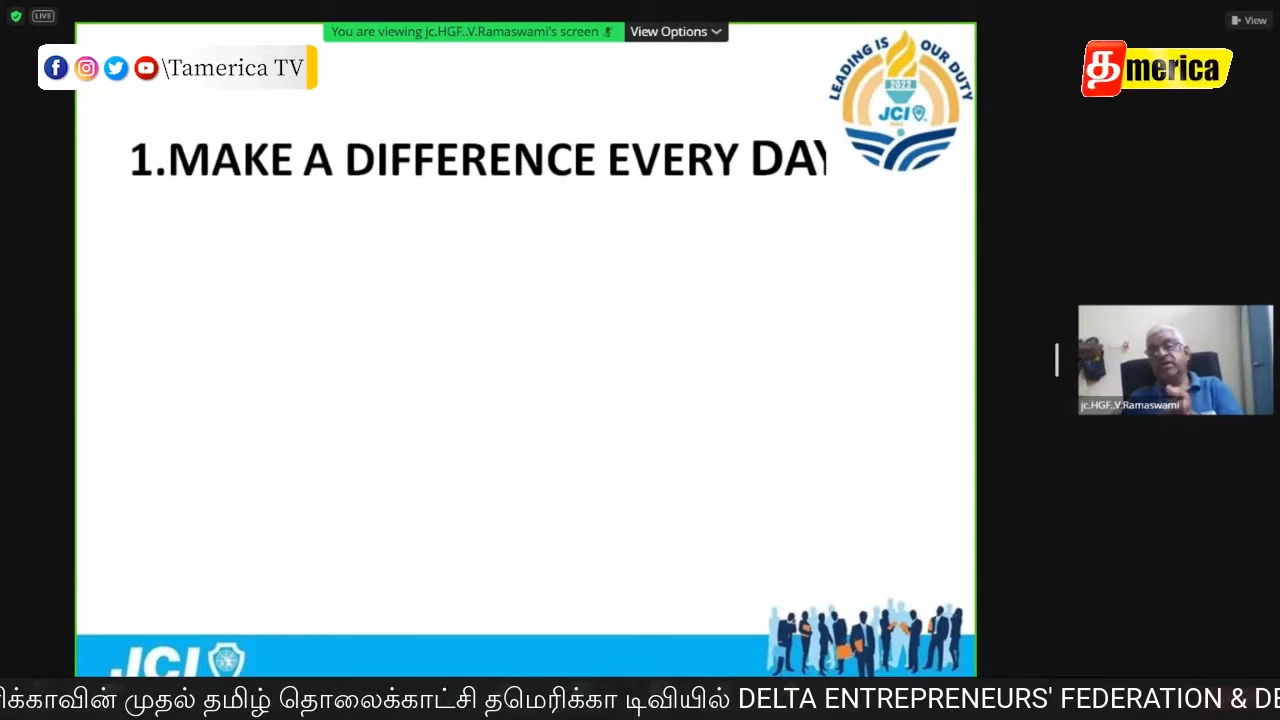 LIVE
You are viewing jc.HGF..V.Ramaswami's screen
View Options
View
\Tamerica TV
LEADING IS OUR DUTY
2022
JCI
தmerica
1.MAKE A DIFFERENCE EVERY DAY
jc.HGF..V.Ramaswami
JCI
ரிக்காவின் முதல் தமிழ் தொலைக்காட்சி தமெரிக்கா டிவியில் DELTA ENTREPRENEURS' FEDERATION & DE